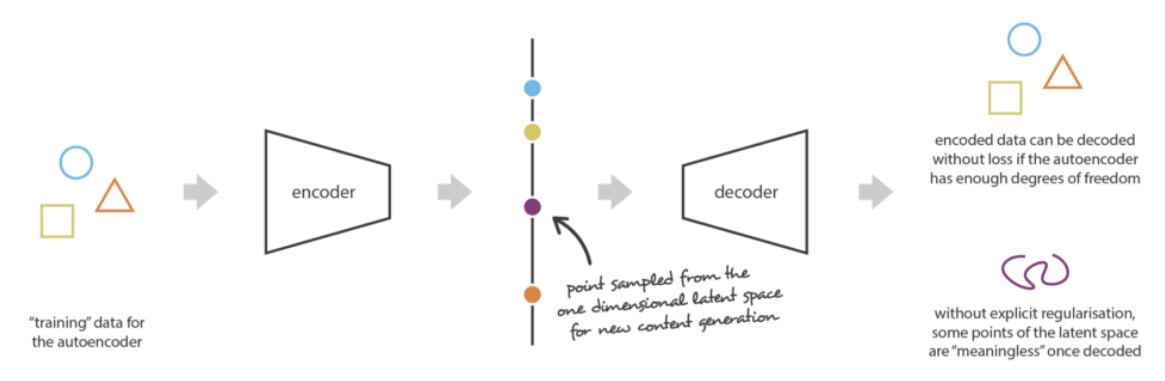 "training" data for
the autoencoder
encoder
point sampled from the
one dimensional latent space
for new content generation
decoder
encoded data can be decoded
without loss if the autoencoder
has enough degrees of freedom
without explicit regularisation,
some points of the latent space
are "meaningless" once decoded